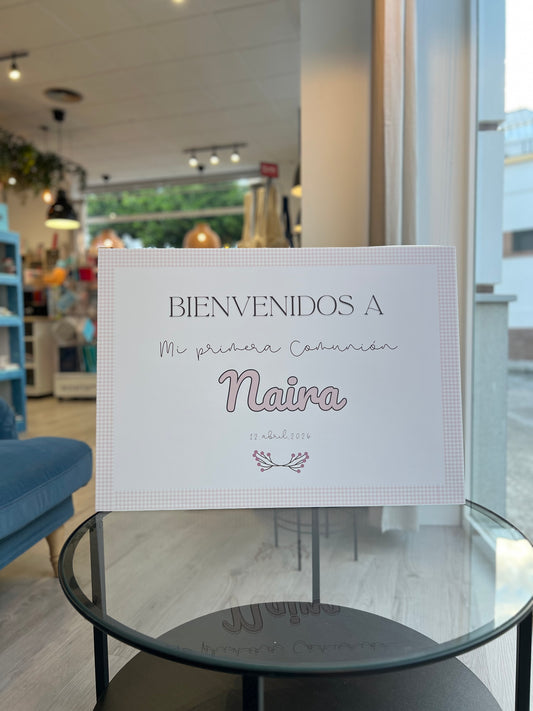 BIENVENIDOS A
Mi primera Comunión
Naira
12 abril, 2026